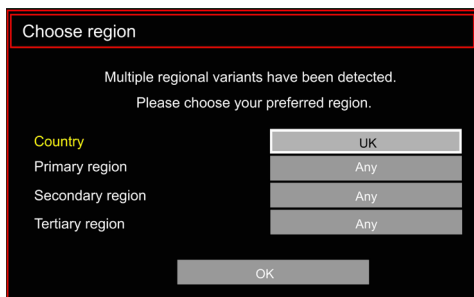 Choose region
Multiple regional variants have been detected.
Please choose your preferred region.
Country UK
Primary region Any
Secondary region Any
Tertiary region Any
OK